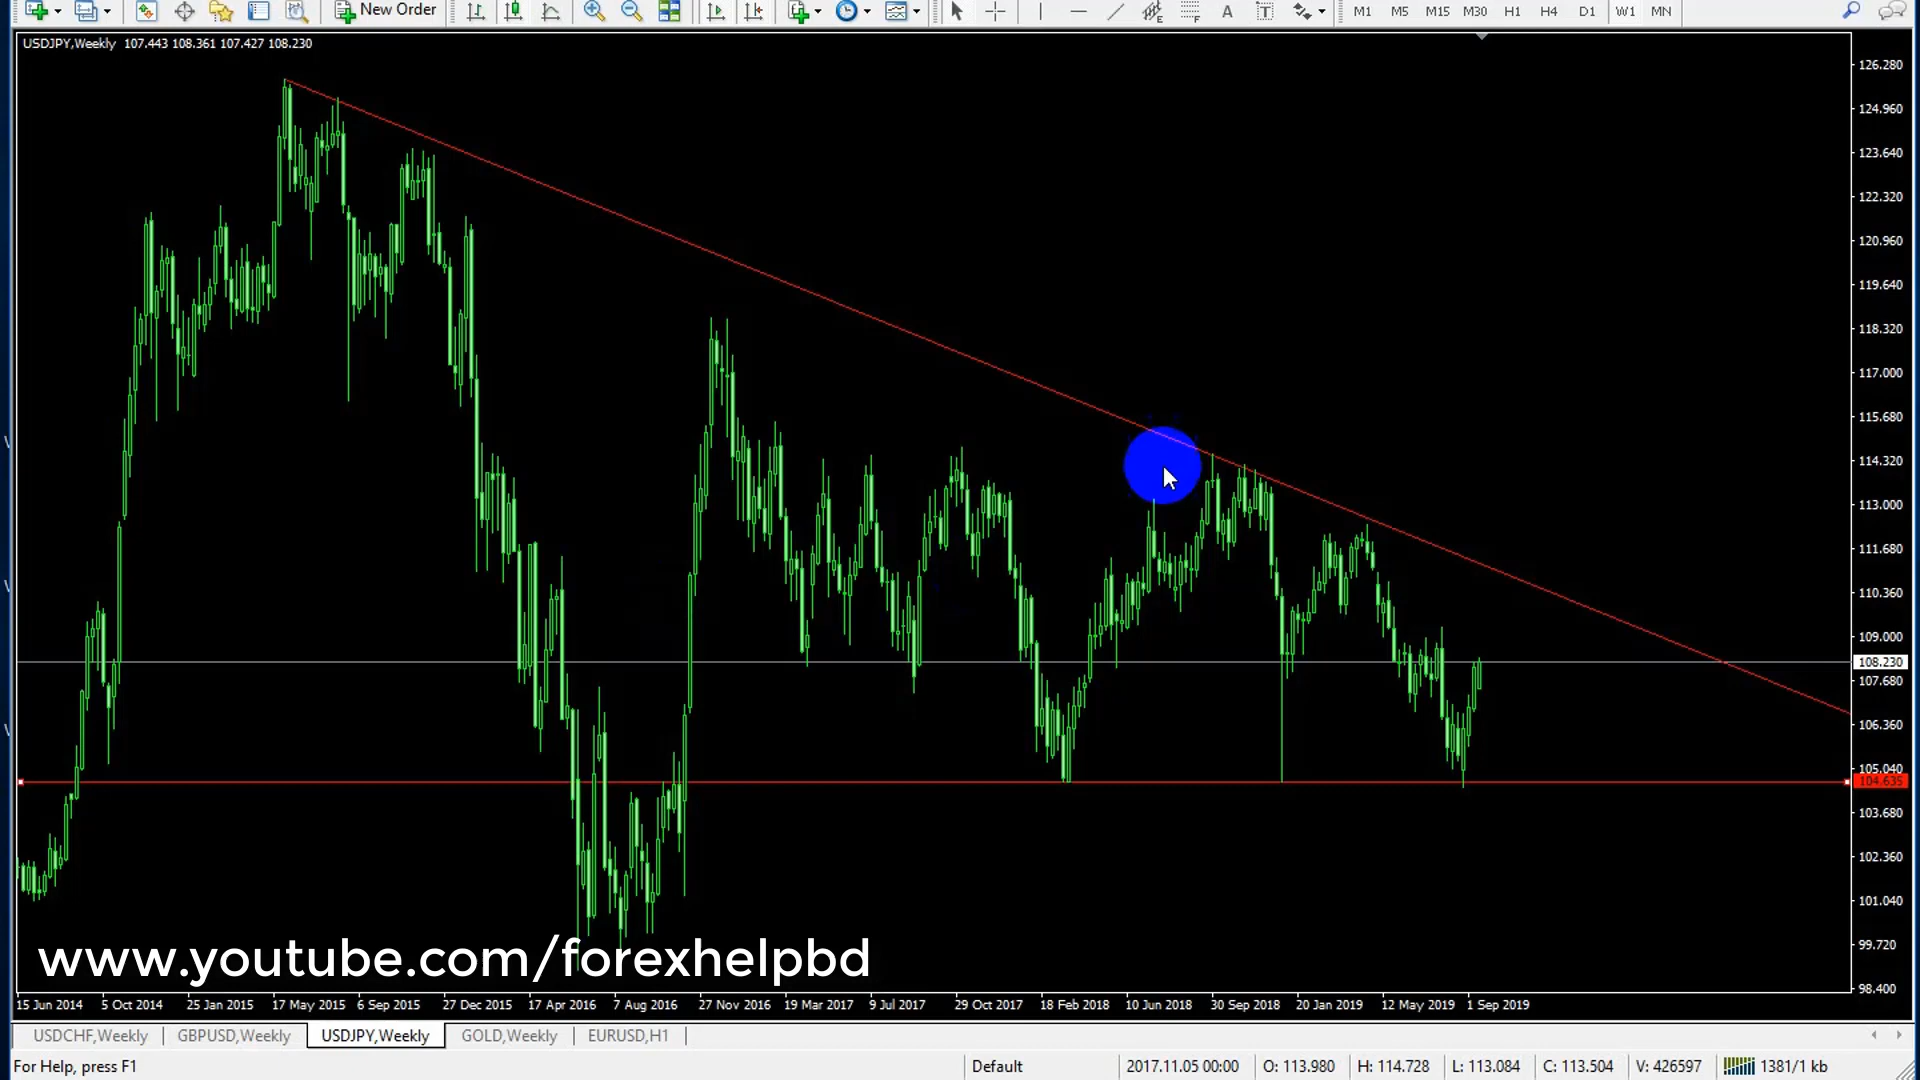 New Order
A
T
M1 M5 M15 M30 H1 H4 D1 W1 MN
USDJPY,Weekly 107.443 108.361 107.427 108.230
126.280
124.960
123.640
122.320
120.960
119.640
118.320
117.000
115.680
114.320
113.000
111.680
110.360
109.000
108.230
107.680
106.360
105.040
104.635
103.680
102.360
101.040
99.720
98.400
www.youtube.com/forexhelpbd
15 Jun 2014 5 Oct 2014 25 Jan 2015 17 May 2015 6 Sep 2015 27 Dec 2015 17 Apr 2016 7 Aug 2016 27 Nov 2016 19 Mar 2017 9 Jul 2017 29 Oct 2017 18 Feb 2018 10 Jun 2018 30 Sep 2018 20 Jan 2019 12 May 2019 1 Sep 2019
USDCHF,Weekly GBPUSD,Weekly USDJPY,Weekly GOLD,Weekly EURUSD,H1
For Help, press F1 Default 2017.11.05 00:00 O: 113.980 H: 114.728 L: 113.084 C: 113.504 V: 426597 1381/1 kb